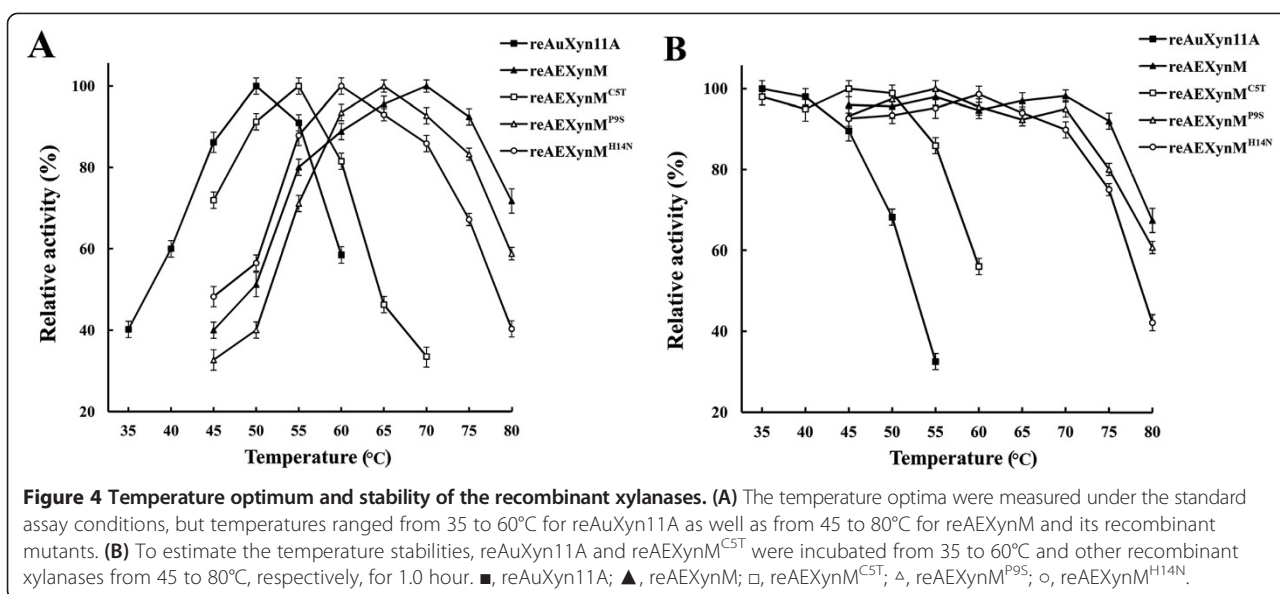 A
reAuXyn11A
reAEXynM
reAEXynM^C5T
reAEXynM^P9S
reAEXynM^H14N
Relative activity (%)
100
80
60
40
20
35 40 45 50 55 60 65 70 75 80
Temperature (°C)
B
reAuXyn11A
reAEXynM
reAEXynM^C5T
reAEXynM^P9S
reAEXynM^H14N
Relative activity (%)
100
80
60
40
20
35 40 45 50 55 60 65 70 75 80
Temperature (°C)
Figure 4 Temperature optimum and stability of the recombinant xylanases. (A) The temperature optima were measured under the standard
assay conditions, but temperatures ranged from 35 to 60°C for reAuXyn11A as well as from 45 to 80°C for reAEXynM and its recombinant
mutants. (B) To estimate the temperature stabilities, reAuXyn11A and reAEXynM^C5T were incubated from 35 to 60°C and other recombinant
xylanases from 45 to 80°C, respectively, for 1.0 hour. ■, reAuXyn11A; ▲, reAEXynM; □, reAEXynM^C5T; △, reAEXynM^P9S; ○, reAEXynM^H14N.